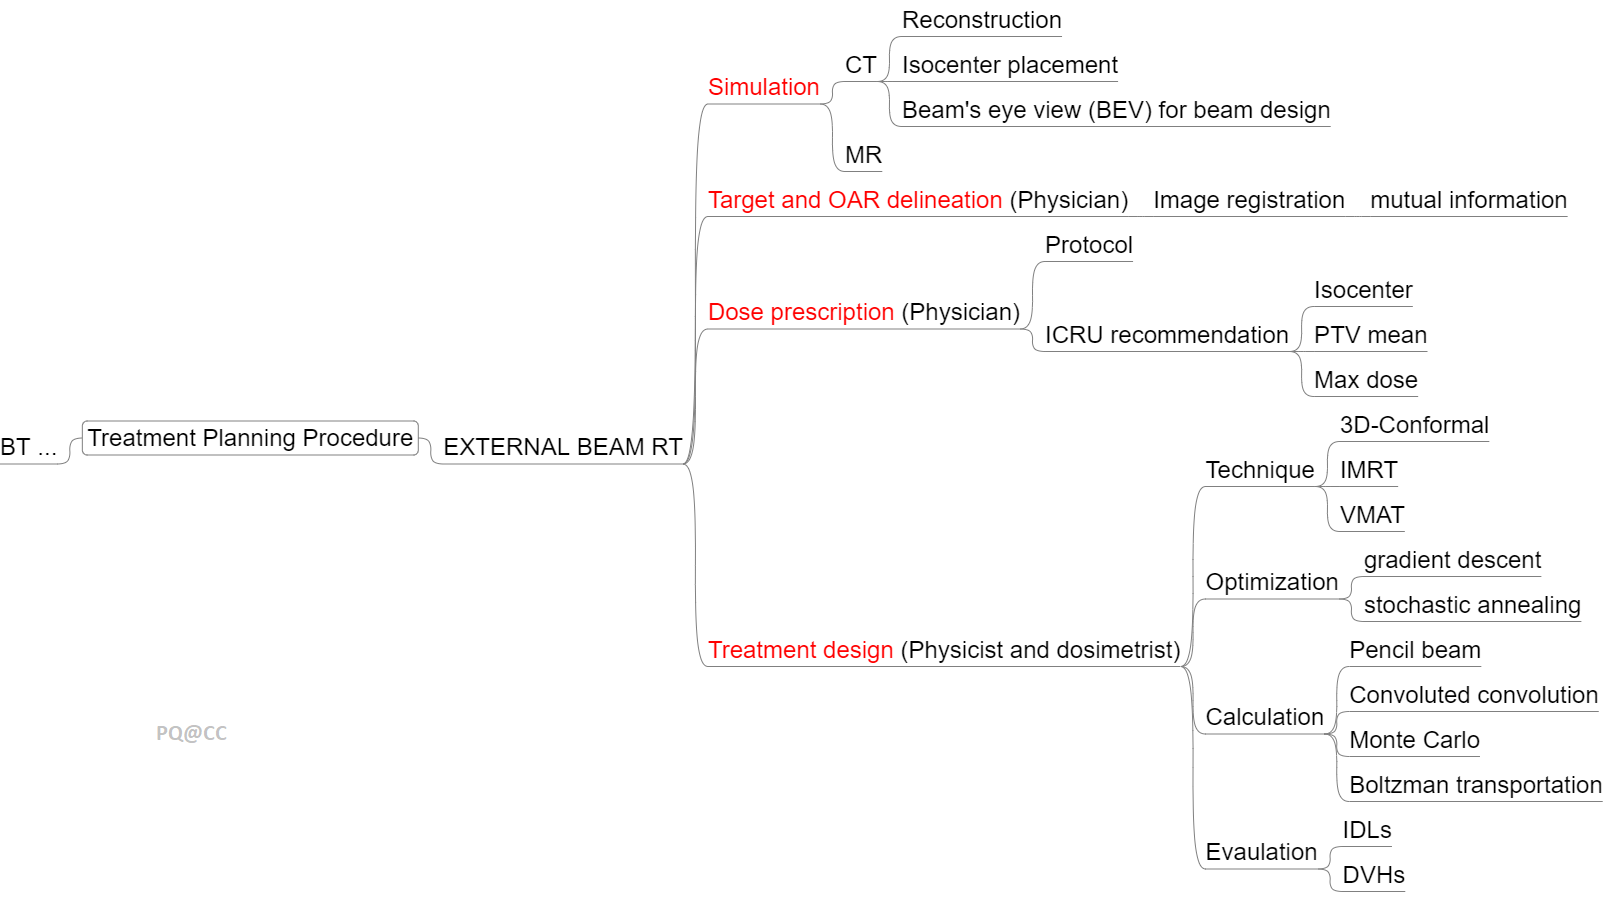 Reconstruction
CT
Isocenter placement
Simulation
Beam's eye view (BEV) for beam design
MR
Target and OAR delineation (Physician) Image registration mutual information
Protocol
Isocenter
Dose prescription (Physician)
ICRU recommendation
PTV mean
Max dose
3D-Conformal
BT ...
Treatment Planning Procedure
EXTERNAL BEAM RT
Technique
IMRT
VMAT
gradient descent
Optimization
stochastic annealing
Treatment design (Physicist and dosimetrist)
Pencil beam
Convoluted convolution
Calculation
Monte Carlo
Boltzman transportation
IDLs
Evaulation
DVHs
PQ@CC